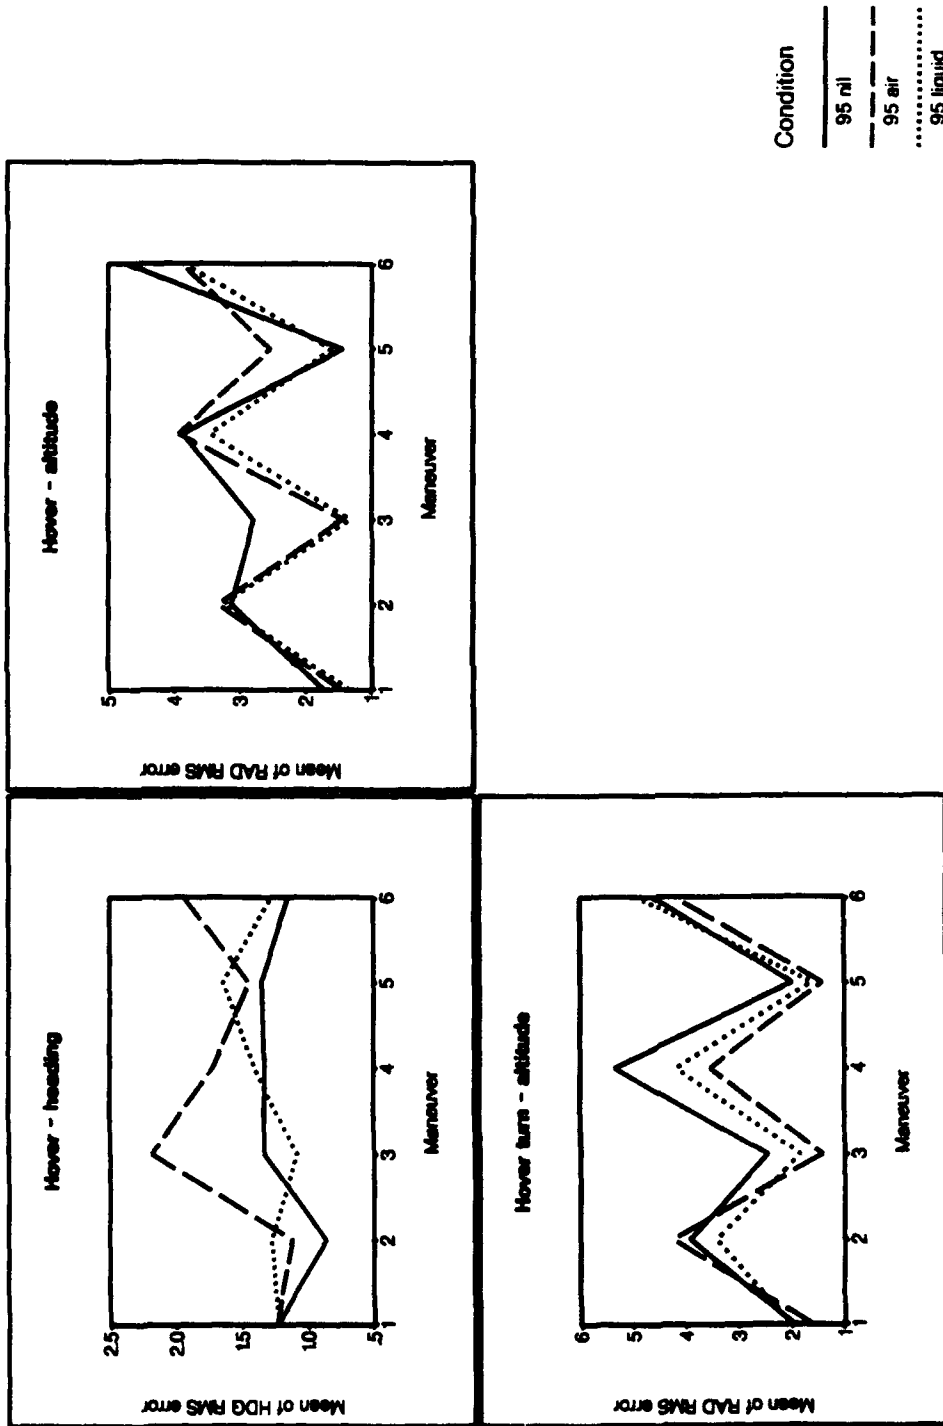 Hover - heading
Mean of HDG RMS error
2.5
2.0
1.5
1.0
.5
1
2
3
4
5
6
Maneuver
Hover - altitude
Mean of RAD RMS error
5
4
3
2
1
1
2
3
4
5
6
Maneuver
Hover turn - altitude
Mean of RAD RMS error
6
5
4
3
2
1
1
2
3
4
5
6
Maneuver
Condition
95 nil
95 air
95 liquid